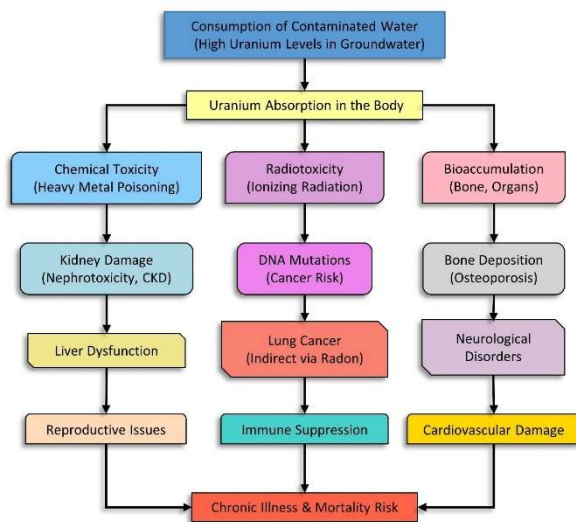 Consumption of Contaminated Water
(High Uranium Levels in Groundwater)
Uranium Absorption in the Body
Chemical Toxicity
(Heavy Metal Poisoning)
Radiotoxicity
(Ionizing Radiation)
Bioaccumulation
(Bone, Organs)
Kidney Damage
(Nephrotoxicity, CKD)
DNA Mutations
(Cancer Risk)
Bone Deposition
(Osteoporosis)
Liver Dysfunction
Lung Cancer
(Indirect via Radon)
Neurological
Disorders
Reproductive Issues
Immune Suppression
Cardiovascular Damage
Chronic Illness & Mortality Risk